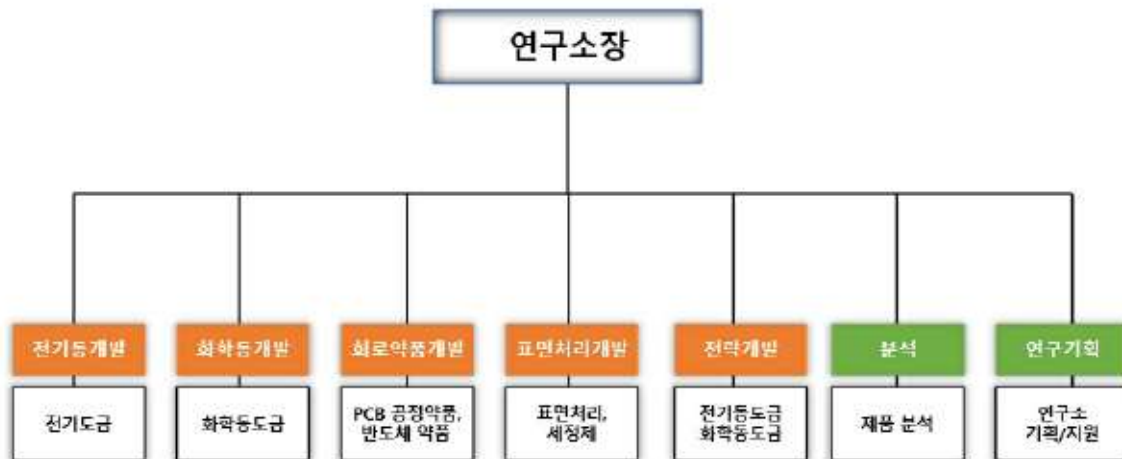 연구소장
전기동개발
화학동개발
회로약품개발
표면처리개발
전략개발
분석
연구기획
전기도금
화학동도금
PCB 공정약품,
반도체 약품
표면처리,
세정제
전기동도금
화학동도금
제품 분석
연구소
기획/지원